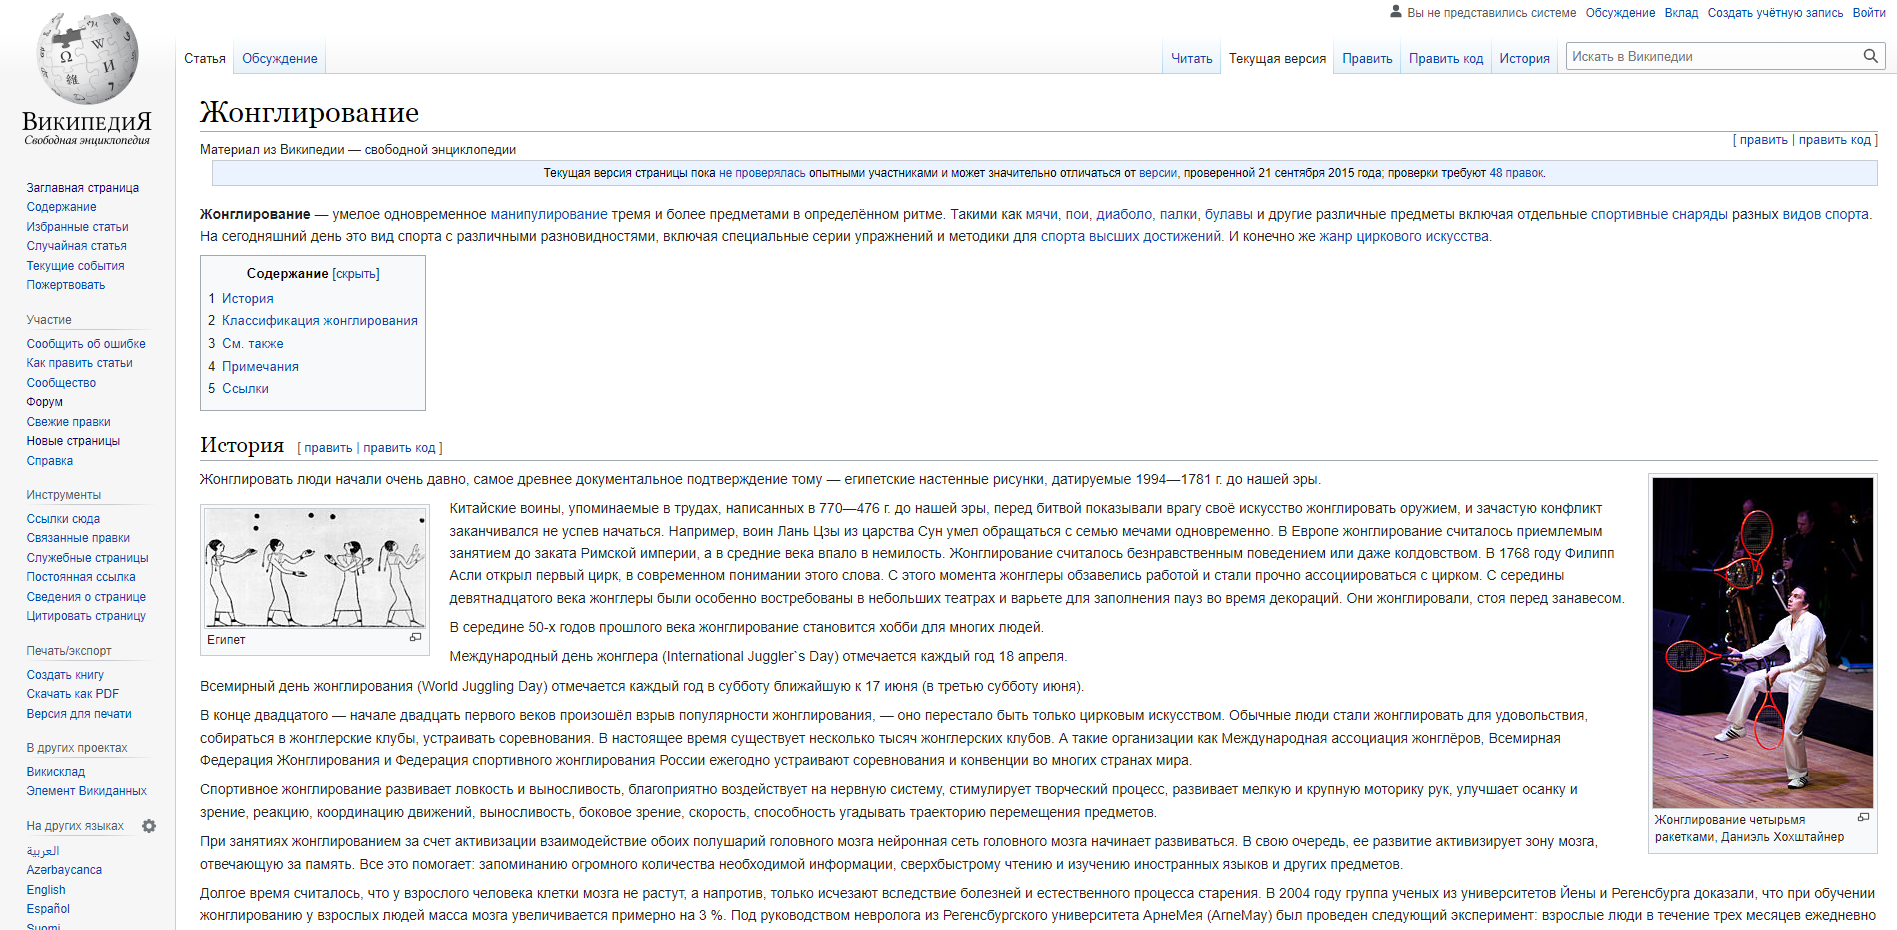 Вы не представились системе Обсуждение Вклад Создать учётную запись Войти
Статья Обсуждение Читать Текущая версия Править Править код История Искать в Википедии
ВикипедиЯ
Свободная энциклопедия
Заглавная страница
Содержание
Избранные статьи
Случайная статья
Текущие события
Пожертвовать
Участие
Сообщить об ошибке
Как править статьи
Сообщество
Форум
Свежие правки
Новые страницы
Справка
Инструменты
Ссылки сюда
Связанные правки
Служебные страницы
Постоянная ссылка
Сведения о странице
Цитировать страницу
Печать/экспорт
Создать книгу
Скачать как PDF
Версия для печати
В других проектах
Викисклад
Элемент Викиданных
На других языках
العربية
Azərbaycanca
English
Español
Suomi
Жонглирование
[ править | править код ]
Материал из Википедии — свободной энциклопедии
Текущая версия страницы пока не проверялась опытными участниками и может значительно отличаться от версии, проверенной 21 сентября 2015 года; проверки требуют 48 правок.
Жонглирование — умелое одновременное манипулирование тремя и более предметами в определённом ритме. Такими как мячи, пои, диаболо, палки, булавы и другие различные предметы включая отдельные спортивные снаряды разных видов спорта.
На сегодняшний день это вид спорта с различными разновидностями, включая специальные серии упражнений и методики для спорта высших достижений. И конечно же жанр циркового искусства.
Содержание [скрыть]
1 История
2 Классификация жонглирования
3 См. также
4 Примечания
5 Ссылки
История [ править | править код ]
Жонглировать люди начали очень давно, самое древнее документальное подтверждение тому — египетские настенные рисунки, датируемые 1994—1781 г. до нашей эры.
Египет
Китайские воины, упоминаемые в трудах, написанных в 770—476 г. до нашей эры, перед битвой показывали врагу своё искусство жонглировать оружием, и зачастую конфликт
заканчивался не успев начаться. Например, воин Лань Цзы из царства Сун умел обращаться с семью мечами одновременно. В Европе жонглирование считалось приемлемым
занятием до заката Римской империи, а в средние века впало в немилость. Жонглирование считалось безнравственным поведением или даже колдовством. В 1768 году Филипп
Асли открыл первый цирк, в современном понимании этого слова. С этого момента жонглеры обзавелись работой и стали прочно ассоциироваться с цирком. С середины
девятнадцатого века жонглеры были особенно востребованы в небольших театрах и варьете для заполнения пауз во время декораций. Они жонглировали, стоя перед занавесом.
В середине 50-х годов прошлого века жонглирование становится хобби для многих людей.
Международный день жонглера (International Juggler`s Day) отмечается каждый год 18 апреля.
Всемирный день жонглирования (World Juggling Day) отмечается каждый год в субботу ближайшую к 17 июня (в третью субботу июня).
В конце двадцатого — начале двадцать первого веков произошёл взрыв популярности жонглирования, — оно перестало быть только цирковым искусством. Обычные люди стали жонглировать для удовольствия,
собираться в жонглерские клубы, устраивать соревнования. В настоящее время существует несколько тысяч жонглерских клубов. А такие организации как Международная ассоциация жонглёров, Всемирная
Федерация Жонглирования и Федерация спортивного жонглирования России ежегодно устраивают соревнования и конвенции во многих странах мира.
Спортивное жонглирование развивает ловкость и выносливость, благоприятно воздействует на нервную систему, стимулирует творческий процесс, развивает мелкую и крупную моторику рук, улучшает осанку и
зрение, реакцию, координацию движений, выносливость, боковое зрение, скорость, способность угадывать траекторию перемещения предметов.
Жонглирование четырьмя
ракетками, Даниэль Хохштайнер
При занятиях жонглированием за счет активизации взаимодействие обоих полушарий головного мозга нейронная сеть головного мозга начинает развиваться. В свою очередь, ее развитие активизирует зону мозга,
отвечающую за память. Все это помогает: запоминанию огромного количества необходимой информации, сверхбыстрому чтению и изучению иностранных языков и других предметов.
Долгое время считалось, что у взрослого человека клетки мозга не растут, а напротив, только исчезают вследствие болезней и естественного процесса старения. В 2004 году группа ученых из университетов Йены и Регенсбурга доказали, что при обучении
жонглированию у взрослых людей масса мозга увеличивается примерно на 3 %. Под руководством невролога из Регенсбургского университета АрнеМея (ArneMay) был проведен следующий эксперимент: взрослые люди в течение трех месяцев ежедневно